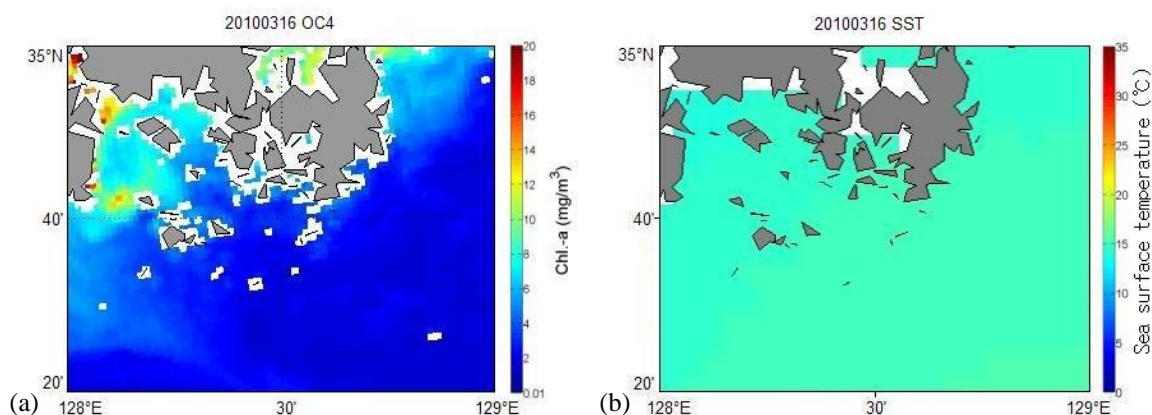 20100316 OC4
35°N
40'
20'
128°E
30'
129°E
20
18
16
14
12
10
8
6
4
2
0.01
Chl.-a (mg/m³)
(a)
20100316 SST
35°N
40'
20'
128°E
30'
129°E
35
30
25
20
15
10
5
0
Sea surface temperature (°C)
(b)